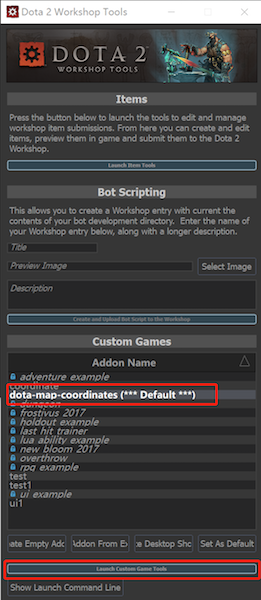 Dota 2 Workshop Tools
DOTA 2
WORKSHOP TOOLS
Items
Press the button below to launch the tools to edit and manage
workshop item submissions. From here you can create and edit
items, preview them in game and submit them to the Dota 2
Workshop.
Launch Item Tools
Bot Scripting
This allows you to create a Workshop entry with current the
contents of your bot development directory. Enter the name of
your Workshop entry below, along with a longer description.
Title
Preview Image
Select Image
Description
Create and Upload Bot Script to the Workshop
Custom Games
Addon Name
adventure example
coordinate
dota-map-coordinates (*** Default ***)
dungeon
frostivus 2017
holdout example
last hit trainer
lua ability example
new bloom 2017
overthrow
rpg example
test
test1
ui example
ui1
ate Empty Add
Addon From Ex
te Desktop Sho
Set As Default
Launch Custom Game Tools
Show Launch Command Line